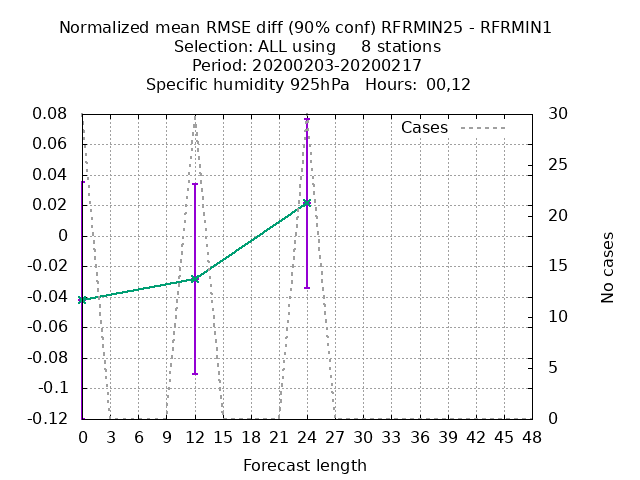 Normalized mean RMSE diff (90% conf) RFRMIN25 - RFRMIN1
Selection: ALL using     8 stations
Period: 20200203-20200217
Specific humidity 925hPa   Hours:  00,12
Cases
0.08
0.06
0.04
0.02
0
-0.02
-0.04
-0.06
-0.08
-0.1
-0.12
30
25
20
15
10
5
0
No cases
0 3 6 9 12 15 18 21 24 27 30 33 36 39 42 45 48
Forecast length